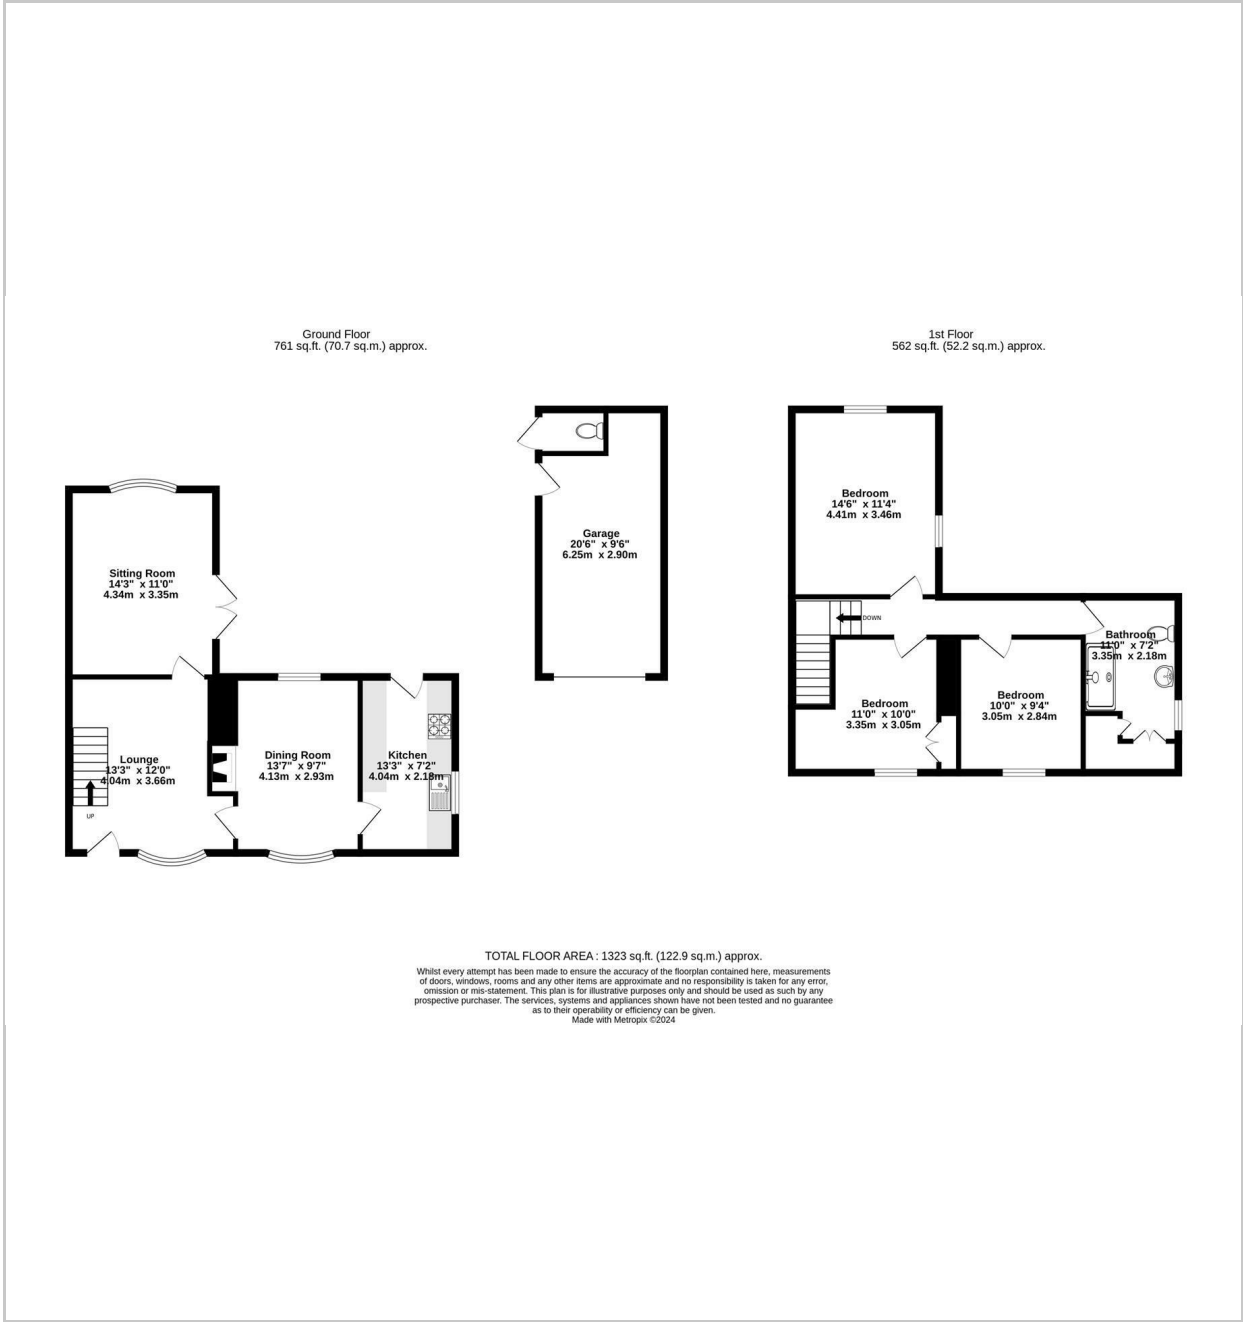 Ground Floor
761 sq.ft. (70.7 sq.m.) approx.
1st Floor
562 sq.ft. (52.2 sq.m.) approx.
Sitting Room
14'3" x 11'0"
4.34m x 3.35m
Lounge
13'3" x 12'0"
4.04m x 3.66m
UP
Dining Room
13'7" x 9'7"
4.13m x 2.93m
Kitchen
13'3" x 7'2"
4.04m x 2.18m
Garage
20'6" x 9'6"
6.25m x 2.90m
Bedroom
14'6" x 11'4"
4.41m x 3.46m
DOWN
Bathroom
11'0" x 7'2"
3.35m x 2.18m
Bedroom
11'0" x 10'0"
3.35m x 3.05m
Bedroom
10'0" x 9'4"
3.05m x 2.84m
TOTAL FLOOR AREA : 1323 sq.ft. (122.9 sq.m.) approx.
Whilst every attempt has been made to ensure the accuracy of the floorplan contained here, measurements
of doors, windows, rooms and any other items are approximate and no responsibility is taken for any error,
omission or mis-statement. This plan is for illustrative purposes only and should be used as such by any
prospective purchaser. The services, systems and appliances shown have not been tested and no guarantee
as to their operability or efficiency can be given.
Made with Metropix ©2024